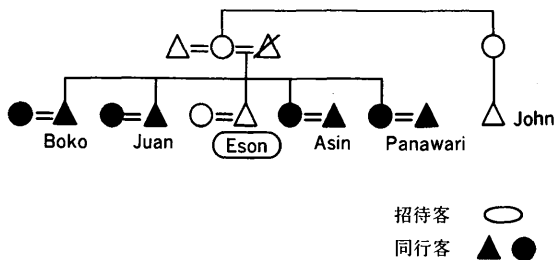 John
Boko Juan Eson Asin Panawari
招待客
同行客